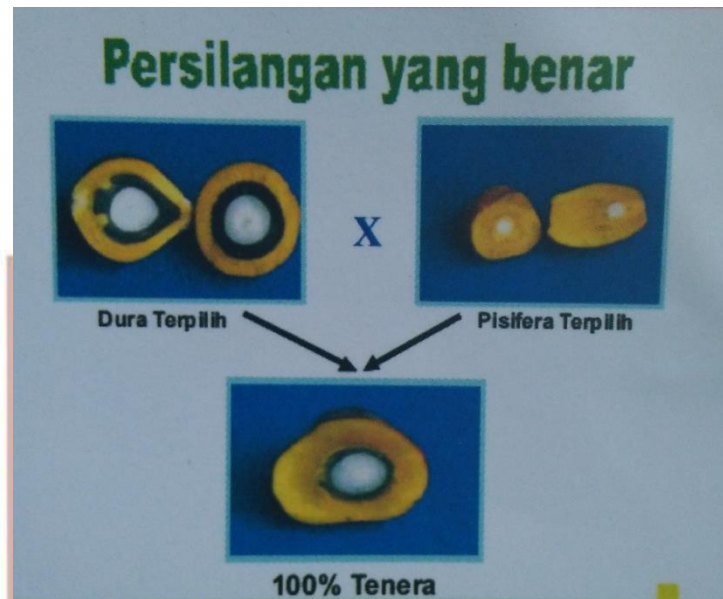 Persilangan yang benar
X
Dura Terpilih
Pisifera Terpilih
100% Tenera